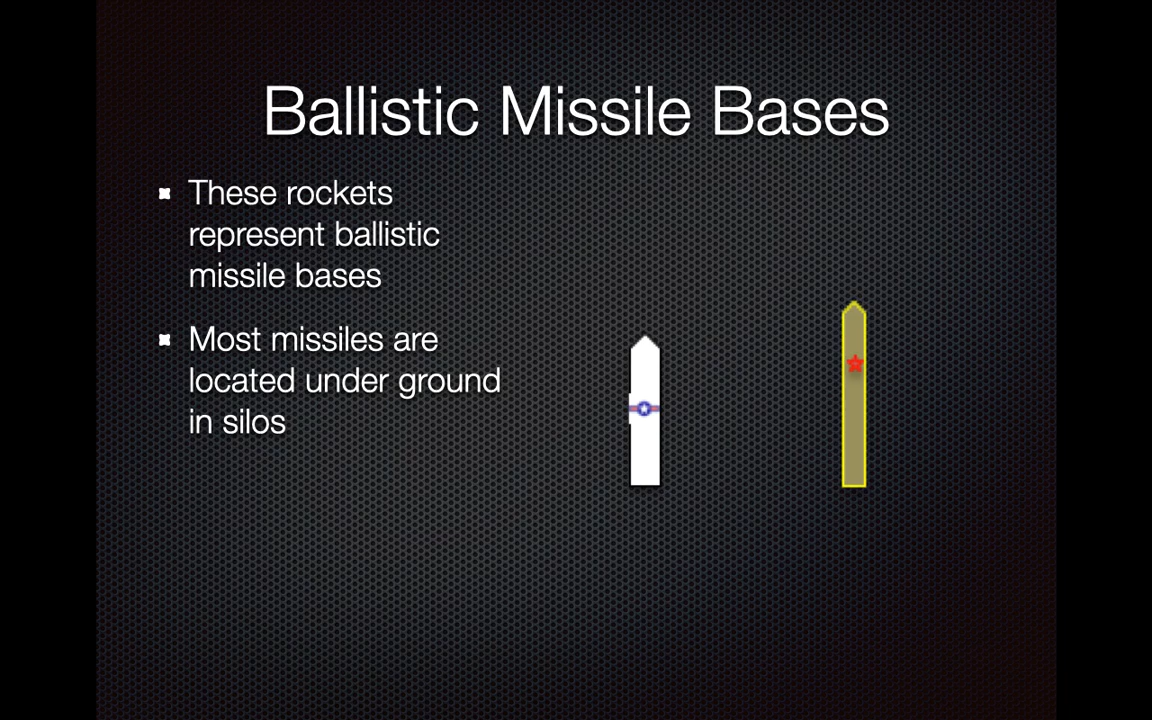 Ballistic Missile Bases
These rockets
represent ballistic
missile bases
Most missiles are
located under ground
in silos